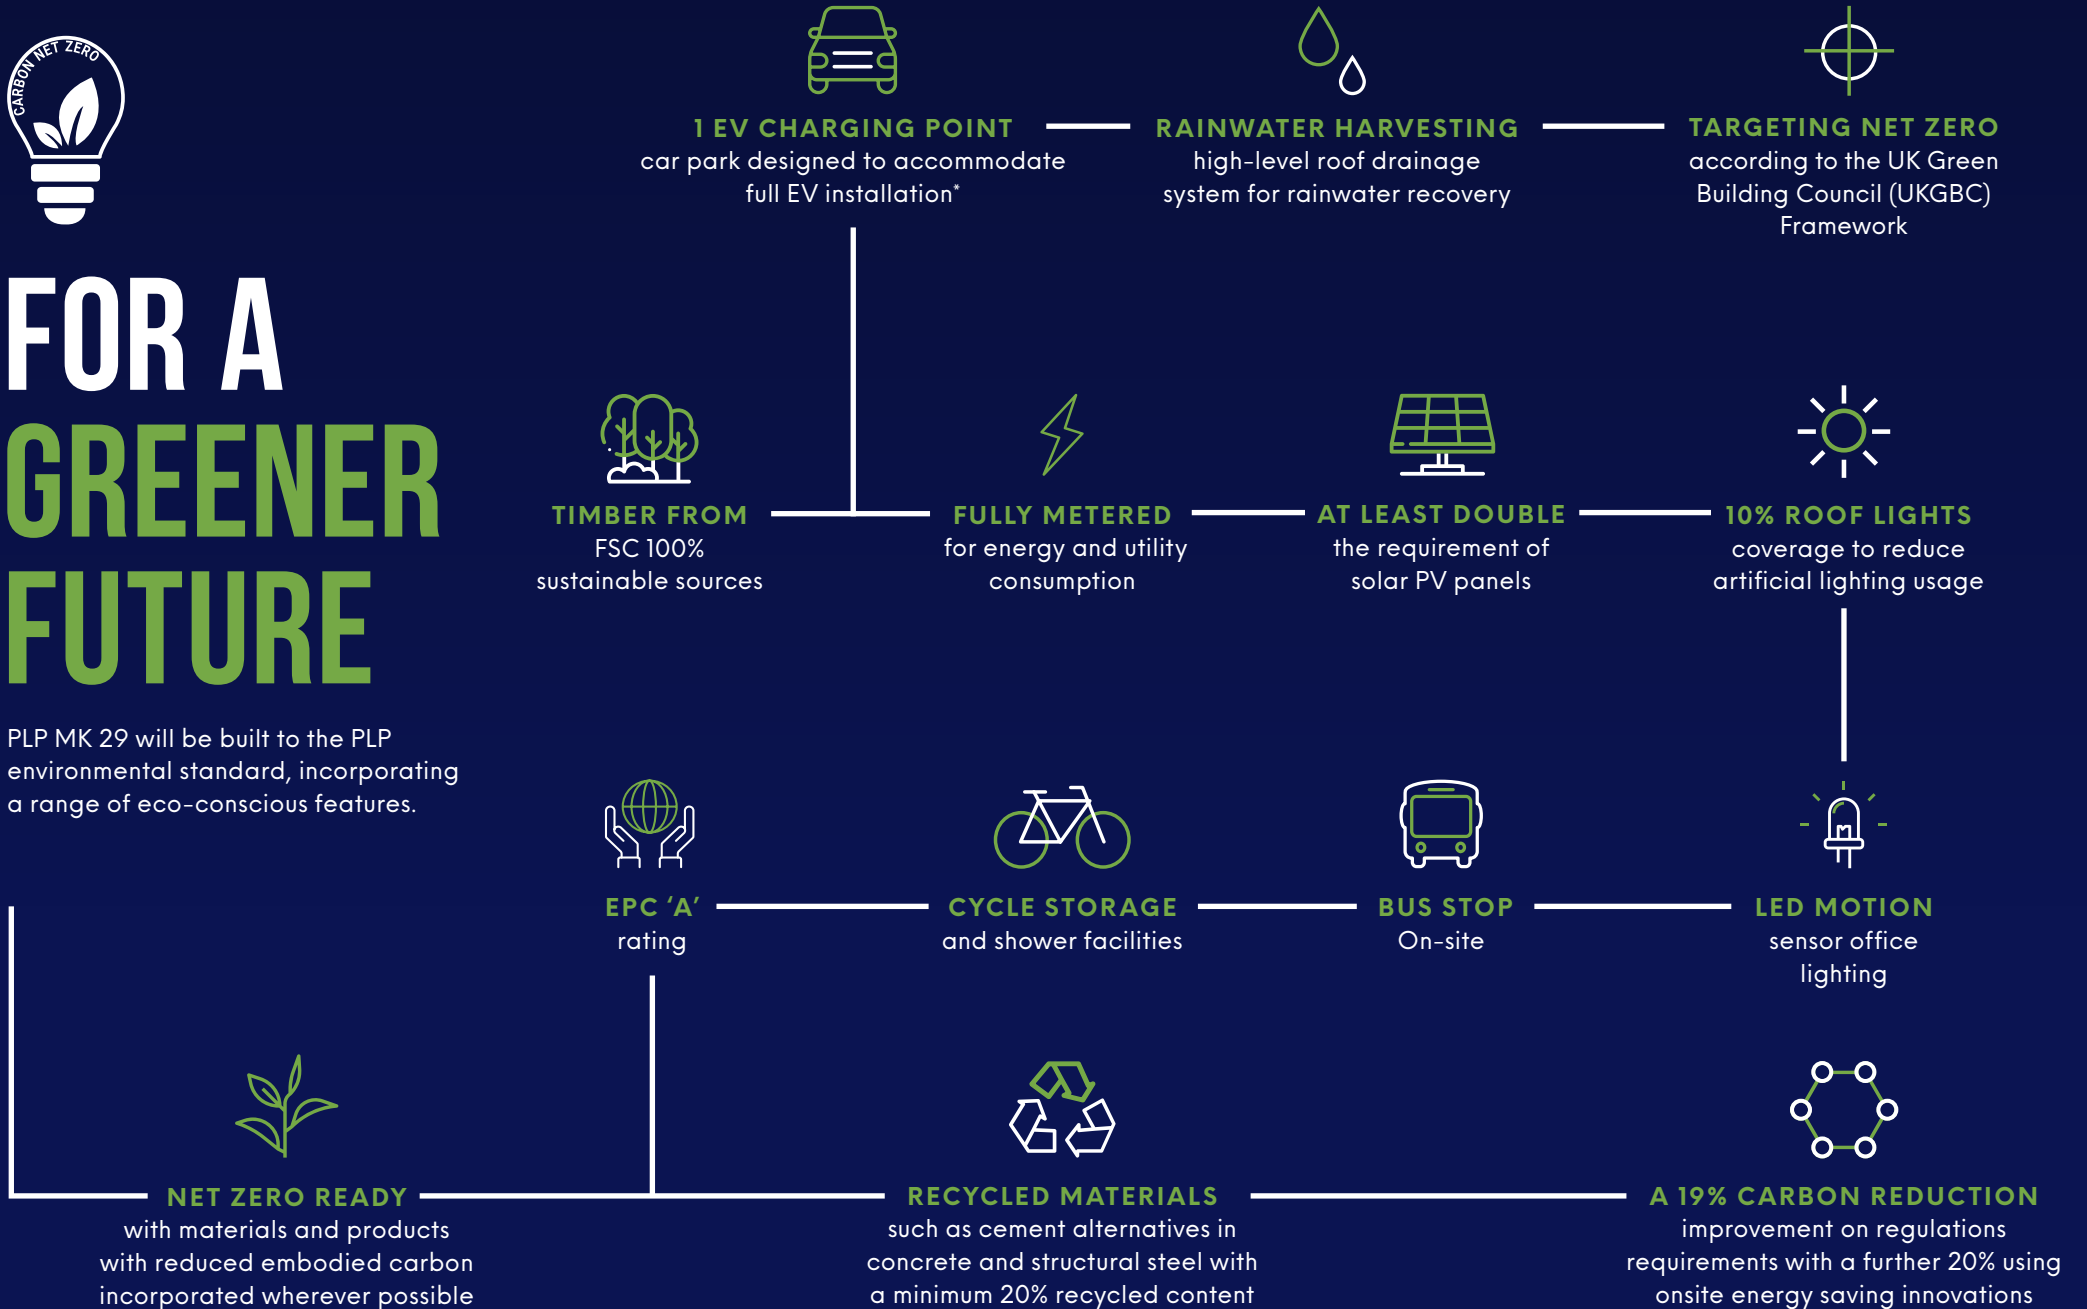 CARBON NET ZERO
FOR A
GREENER
FUTURE
PLP MK 29 will be built to the PLP
environmental standard, incorporating
a range of eco-conscious features.
1 EV CHARGING POINT
car park designed to accommodate
full EV installation*
RAINWATER HARVESTING
high-level roof drainage
system for rainwater recovery
TARGETING NET ZERO
according to the UK Green
Building Council (UKGBC)
Framework
TIMBER FROM
FSC 100%
sustainable sources
FULLY METERED
for energy and utility
consumption
AT LEAST DOUBLE
the requirement of
solar PV panels
10% ROOF LIGHTS
coverage to reduce
artificial lighting usage
EPC ‘A’
rating
CYCLE STORAGE
and shower facilities
BUS STOP
On-site
LED MOTION
sensor office
lighting
NET ZERO READY
with materials and products
with reduced embodied carbon
incorporated wherever possible
RECYCLED MATERIALS
such as cement alternatives in
concrete and structural steel with
a minimum 20% recycled content
A 19% CARBON REDUCTION
improvement on regulations
requirements with a further 20% using
onsite energy saving innovations